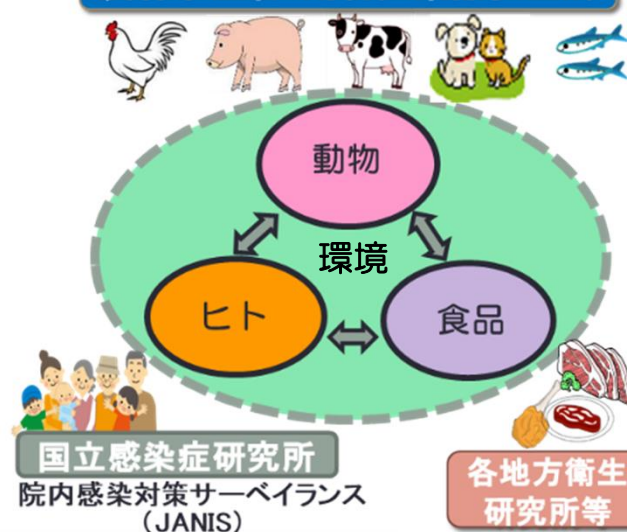 動物
環境
ヒト
食品
国立感染症研究所
院内感染対策サーベイランス
(JANIS)
各地方衛生
研究所等